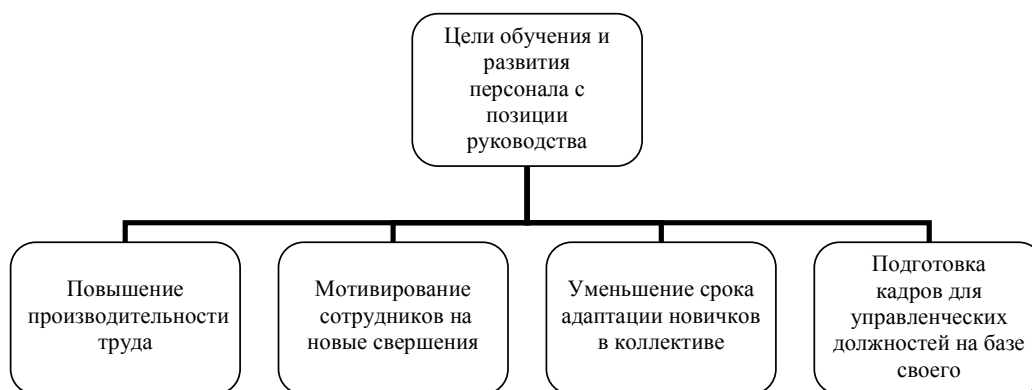 Цели обучения и
развития
персонала с
позиции
руководства
Повышение
производительности
труда
Мотивирование
сотрудников на
новые свершения
Уменьшение срока
адаптации новичков
в коллективе
Подготовка
кадров для
управленческих
должностей на базе
своего